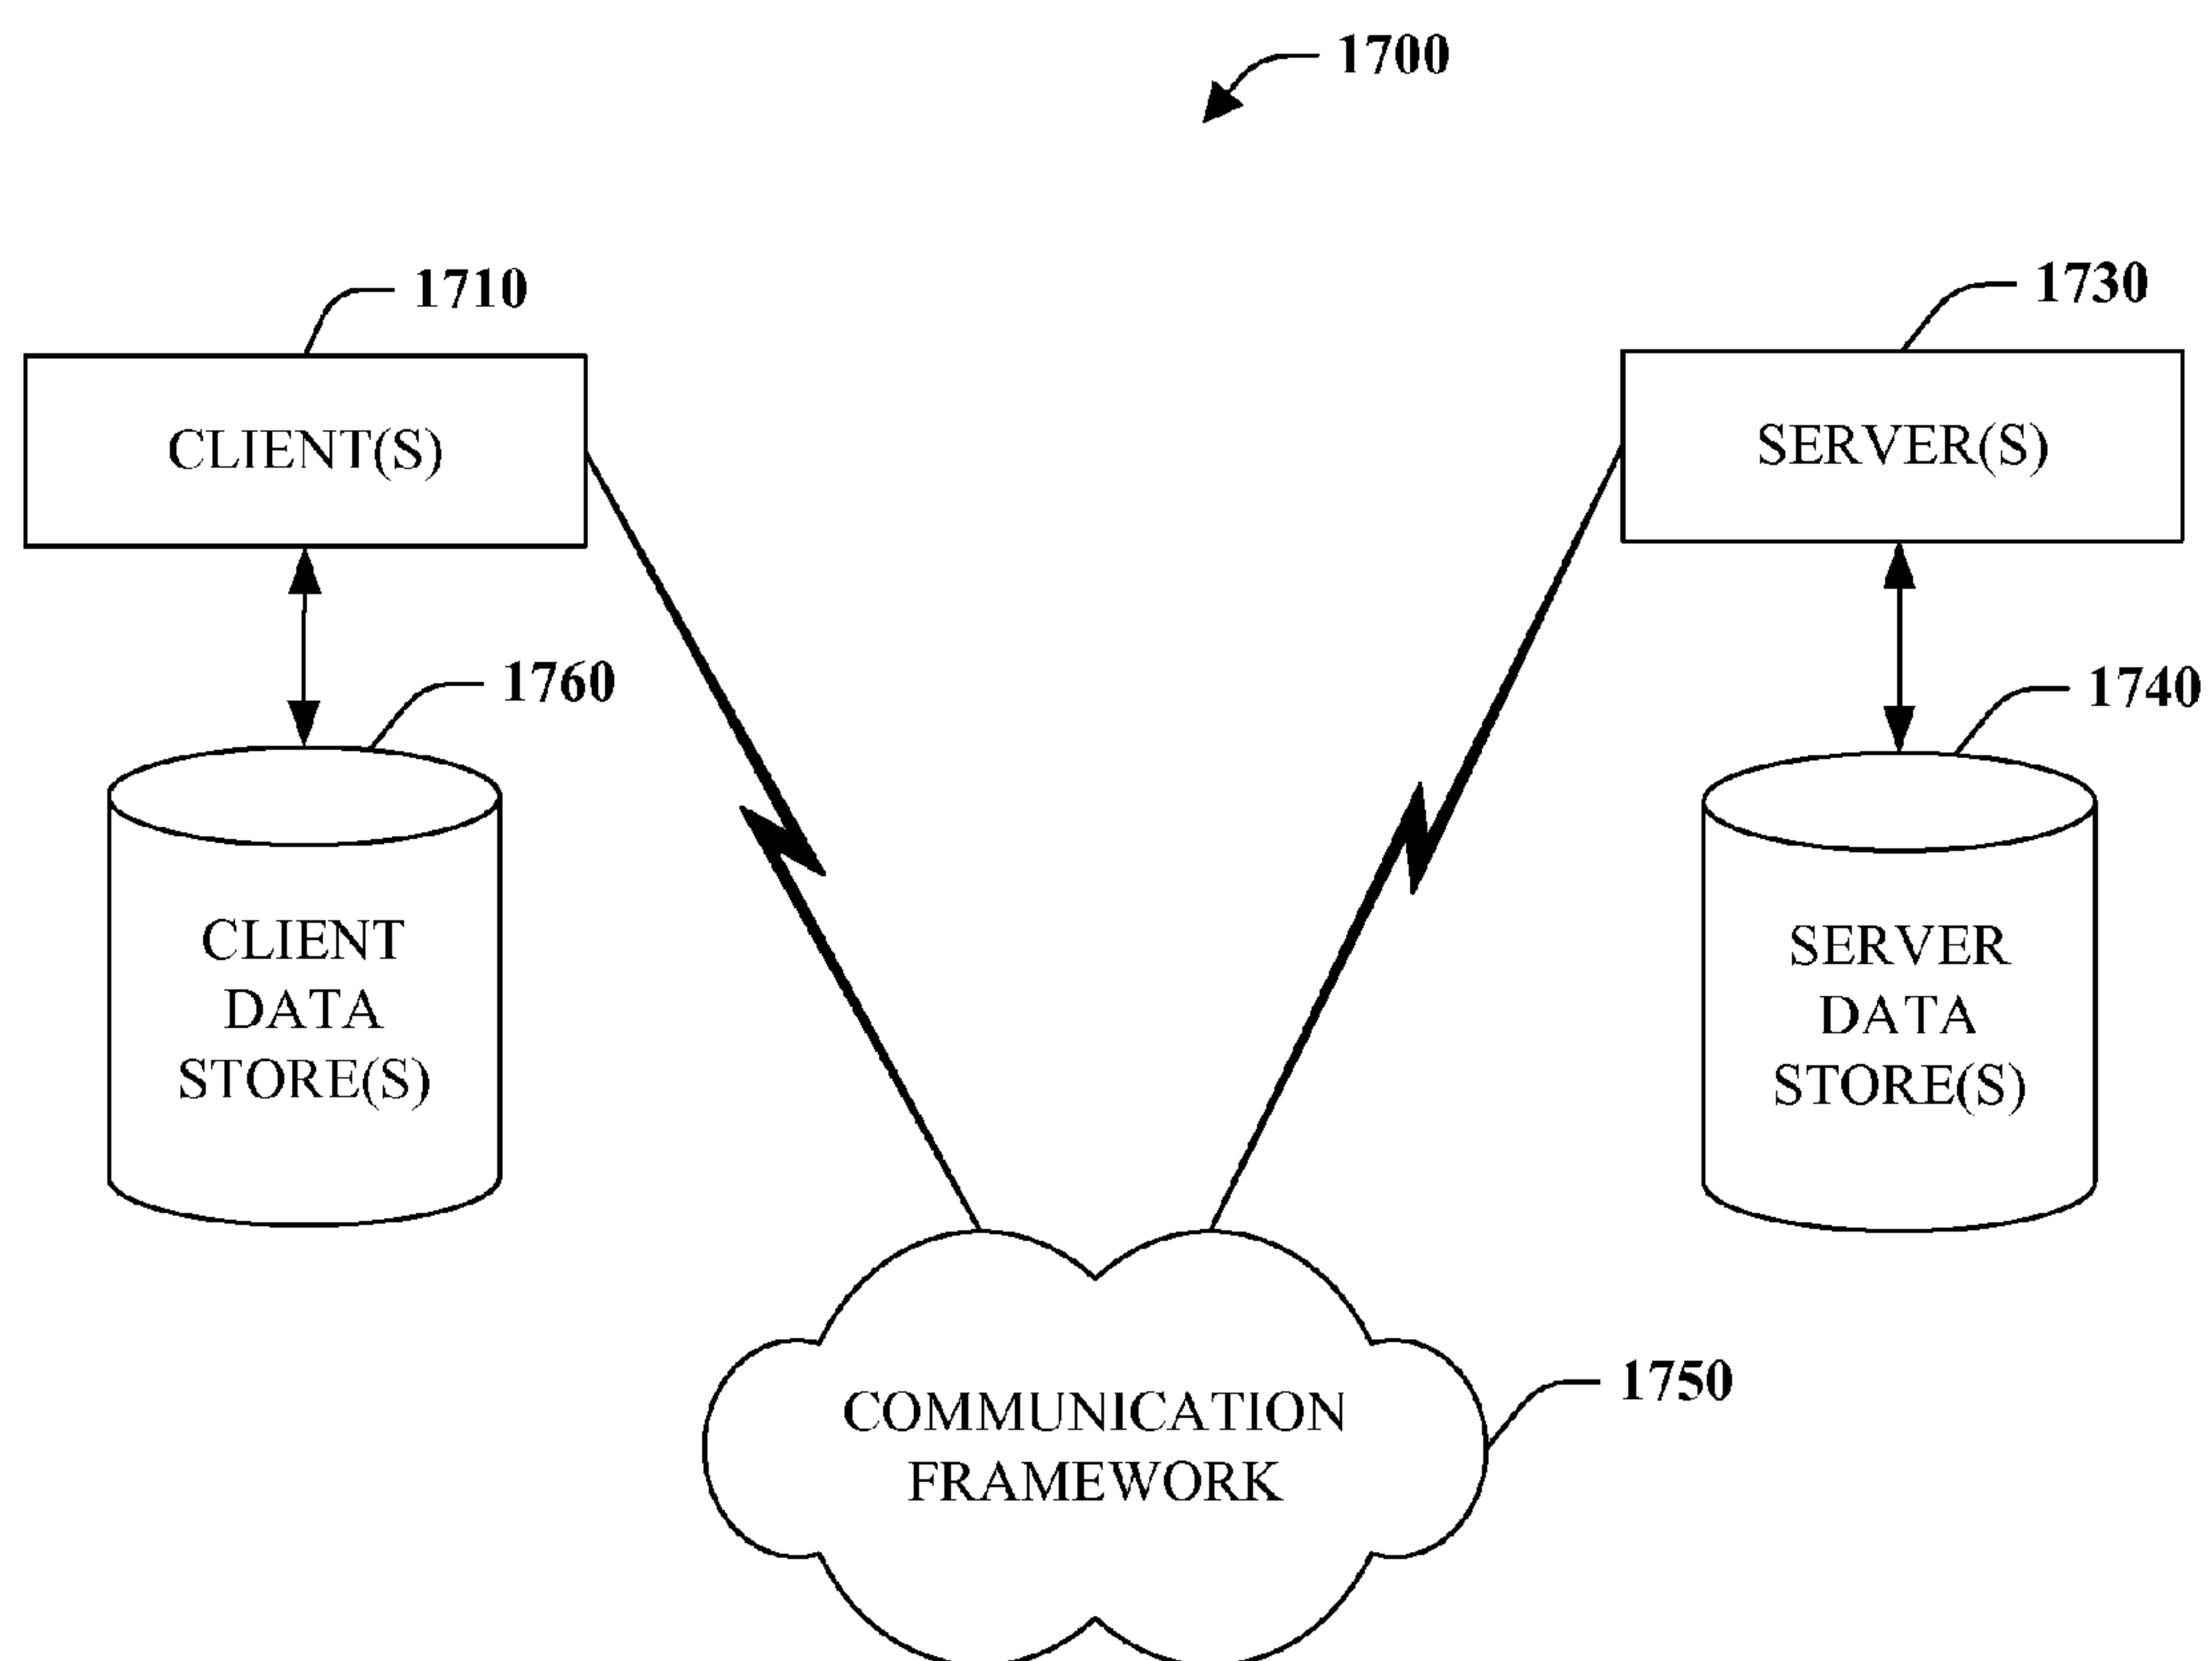 1700
1710
1730
CLIENT(S)
SERVER(S)
1760
1740
CLIENT
DATA
STORE(S)
SERVER
DATA
STORE(S)
1750
COMMUNICATION
FRAMEWORK